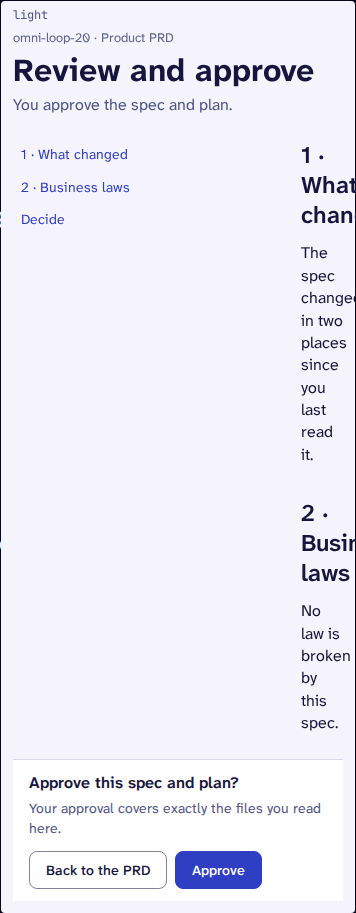 light
omni-loop-20 · Product PRD
Review and approve
You approve the spec and plan.
1 · What changed
2 · Business laws
Decide
1 ·
What
chan
The
spec
change
in two
places
since
you
last
read
it.
2 ·
Busin
laws
No
law is
broken
by
this
spec.
Approve this spec and plan?
Your approval covers exactly the files you read
here.
Back to the PRD
Approve